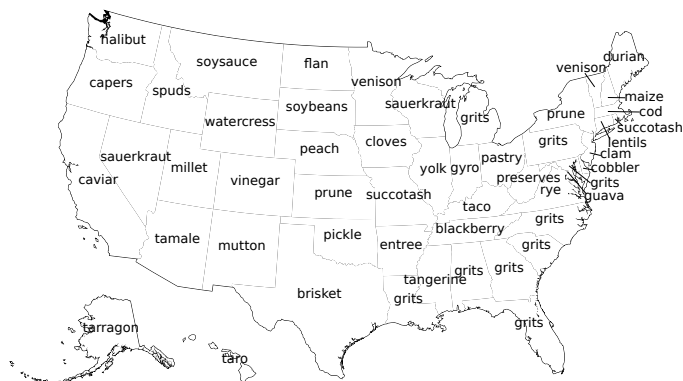 halibut
durian
soysauce
flan
venison
venison
capers
spuds
soybeans
sauerkraut
maize
watercress
grits
prune
cod
succotash
cloves
grits
lentils
peach
sauerkraut
millet
yolk
gyro
pastry
clam
caviar
vinegar
preserves
cobbler
prune
succotash
rye
grits
guava
taco
grits
tamale
mutton
pickle
entree
blackberry
grits
brisket
tangerine
grits
grits
grits
grits
tarragon
taro